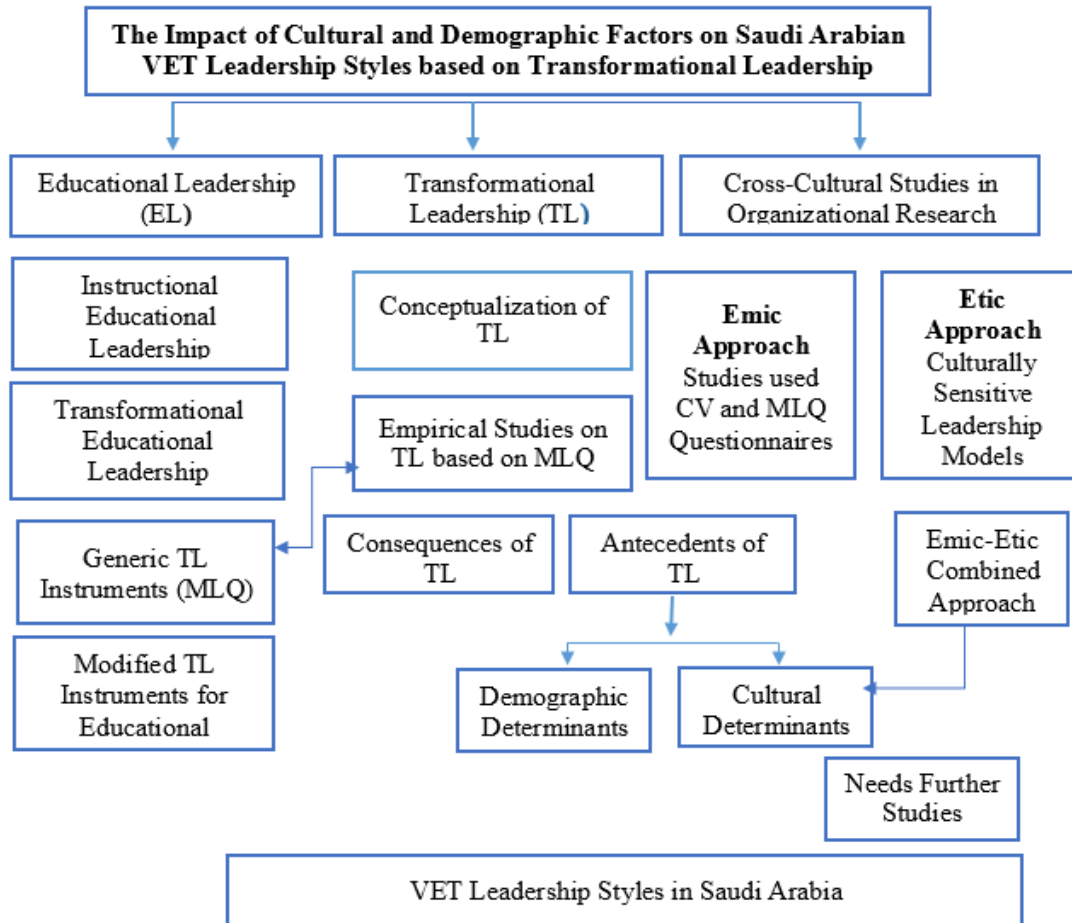 The Impact of Cultural and Demographic Factors on Saudi Arabian
VET Leadership Styles based on Transformational Leadership
Educational Leadership
(EL)
Transformational
Leadership (TL)
Cross-Cultural Studies in
Organizational Research
Instructional
Educational
Leadership
Conceptualization of
TL
Emic
Approach
Studies used
CV and MLQ
Questionnaires
Etic
Approach
Culturally
Sensitive
Leadership
Models
Transformational
Educational
Leadership
Empirical Studies on
TL based on MLQ
Generic TL
Instruments (MLQ)
Consequences of
TL
Antecedents of
TL
Emic-Etic
Combined
Approach
Modified TL
Instruments for
Educational
Demographic
Determinants
Cultural
Determinants
Needs Further
Studies
VET Leadership Styles in Saudi Arabia